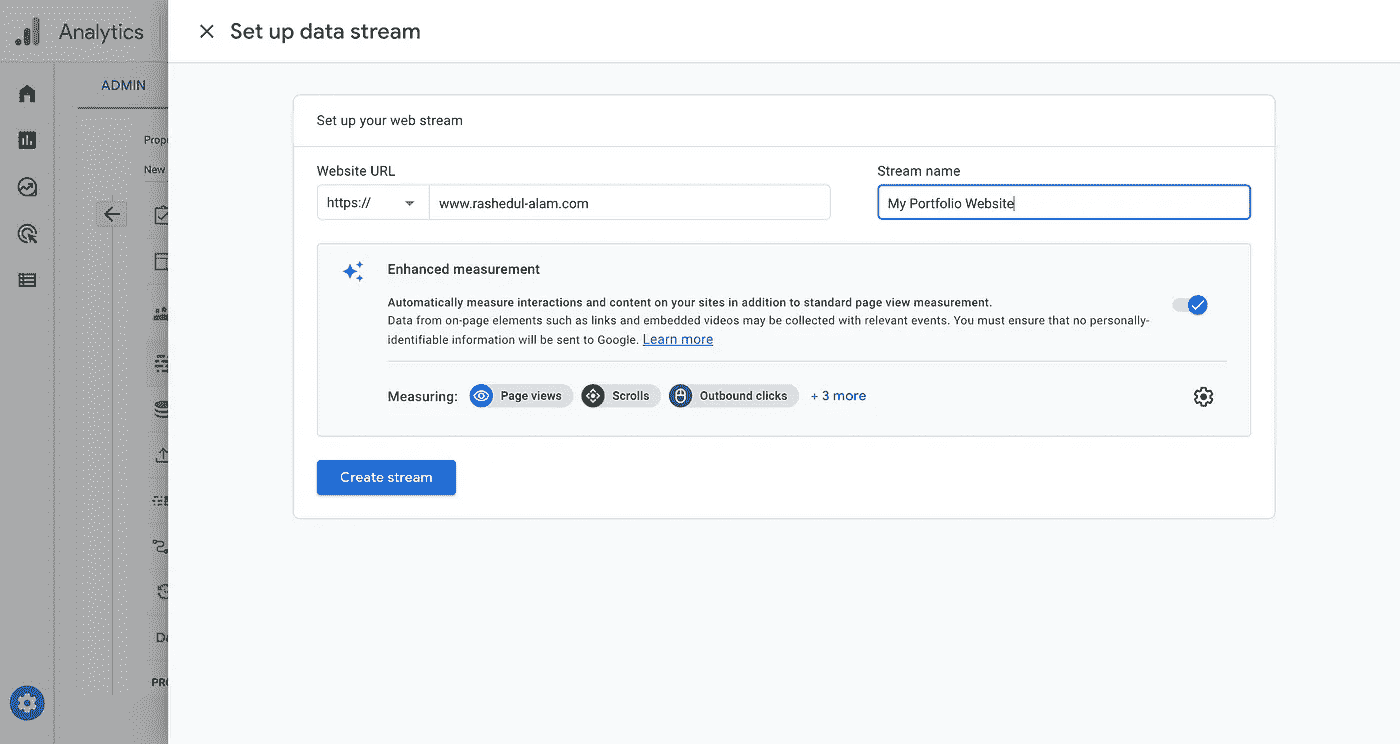 Analytics
Set up data stream
ADMIN
Set up your web stream
Prop
New
Website URL
Stream name
https://
www.rashedul-alam.com
My Portfolio Website
Enhanced measurement
Automatically measure interactions and content on your sites in addition to standard page view measurement.
Data from on-page elements such as links and embedded videos may be collected with relevant events. You must ensure that no personally-
identifiable information will be sent to Google. Learn more
Measuring:
Page views
Scrolls
Outbound clicks
+ 3 more
Create stream
Da
PRO